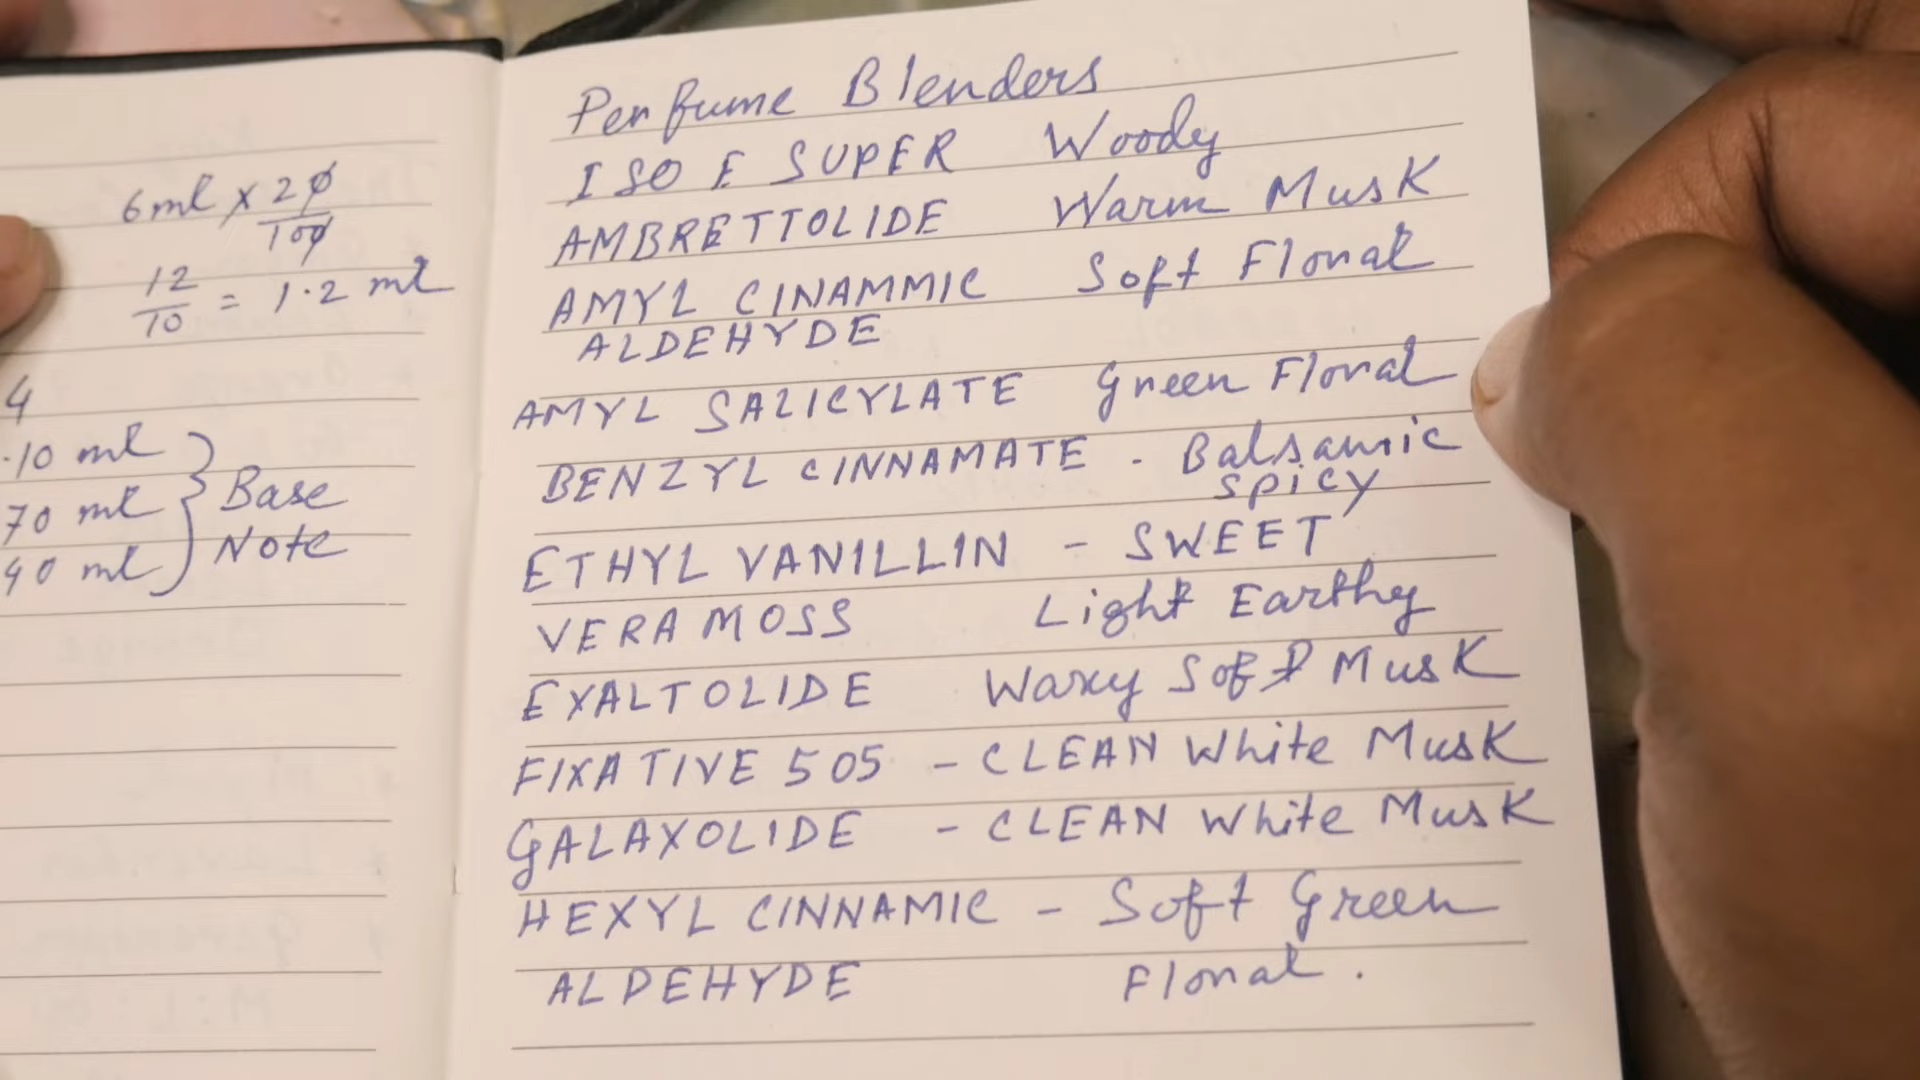 6ml x 20
100
12
10 = 1.2 ml
4
.10 ml
70 ml
40 ml
Base
Note
Perfume Blenders
ISO E SUPER Woody
AMBRETTOLIDE Warm Musk
AMYL CINAMMIC Soft Floral
ALDEHYDE
AMYL SALICYLATE Green Floral
BENZYL CINNAMATE - Balsamic
SPICY
ETHYL VANILLIN - SWEET
VERAMOSS Light Earthy
EXALTOLIDE Waxy Soft Musk
FIXATIVE 505 - CLEAN White Musk
GALAXOLIDE - CLEAN White Musk
HEXYL CINNAMIC - Soft Green
ALDEHYDE Floral.